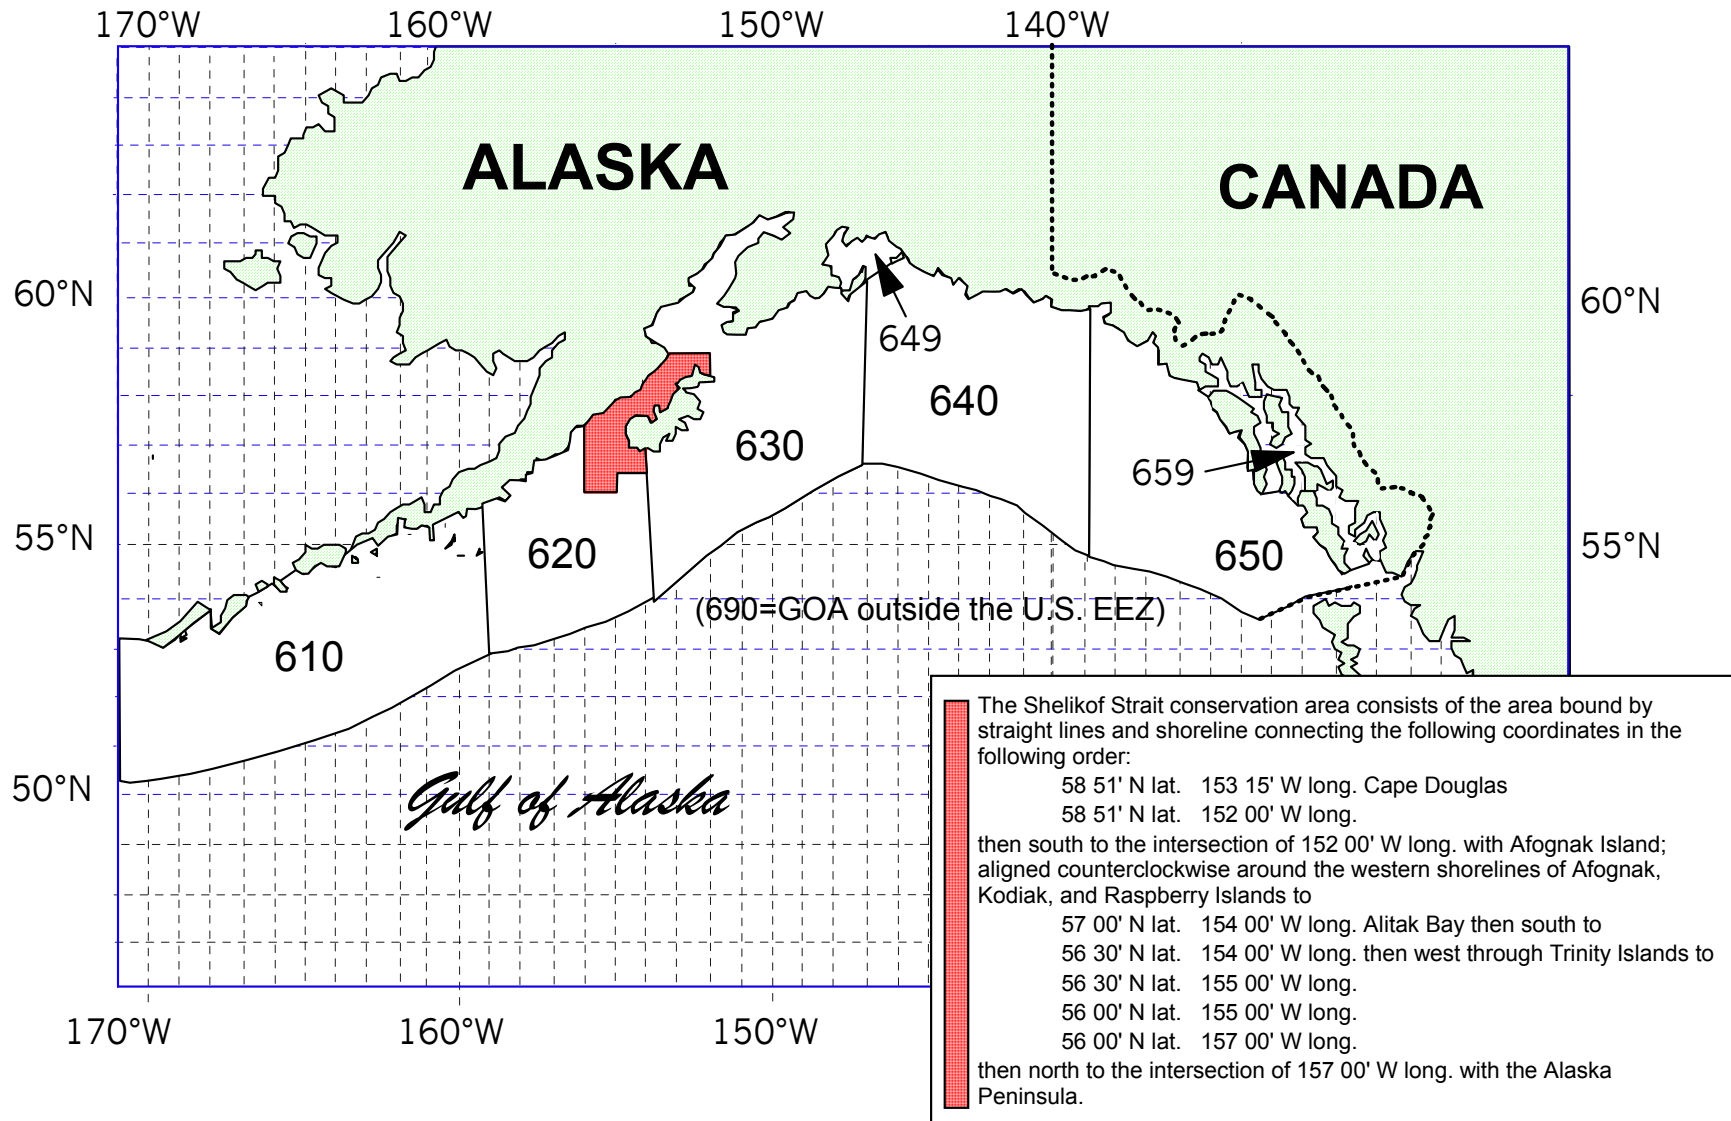 170°W 160°W 150°W 140°W
ALASKA
CANADA
60°N
60°N
649
640
630
659
55°N
55°N
620
650
(690=GOA outside the U.S. EEZ)
610
The Shelikof Strait conservation area consists of the area bound by
straight lines and shoreline connecting the following coordinates in the
following order:
58 51' N lat. 153 15' W long. Cape Douglas
58 51' N lat. 152 00' W long.
then south to the intersection of 152 00' W long. with Afognak Island;
aligned counterclockwise around the western shorelines of Afognak,
Kodiak, and Raspberry Islands to
57 00' N lat. 154 00' W long. Alitak Bay then south to
56 30' N lat. 154 00' W long. then west through Trinity Islands to
56 30' N lat. 155 00' W long.
56 00' N lat. 155 00' W long.
56 00' N lat. 157 00' W long.
then north to the intersection of 157 00' W long. with the Alaska
Peninsula.
50°N
Gulf of Alaska
170°W 160°W 150°W